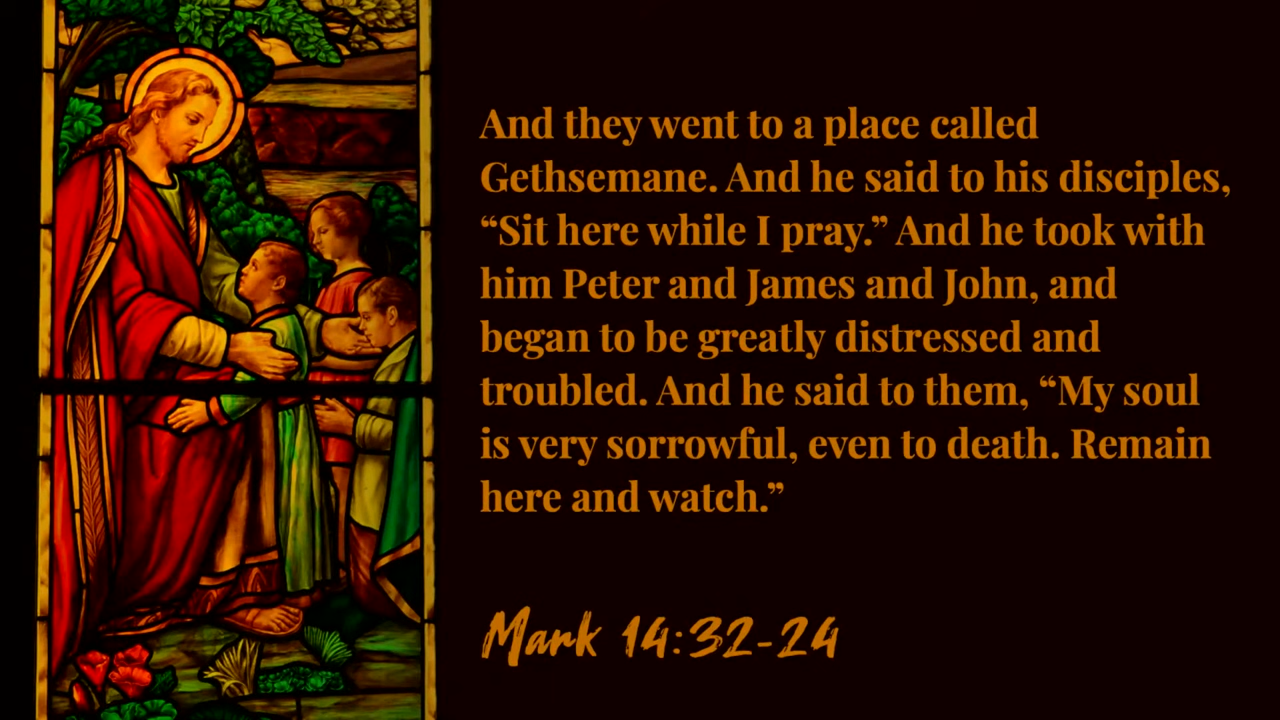 And they went to a place called
Gethsemane. And he said to his disciples,
“Sit here while I pray.” And he took with
him Peter and James and John, and
began to be greatly distressed and
troubled. And he said to them, “My soul
is very sorrowful, even to death. Remain
here and watch.”
Mark 14:32-24